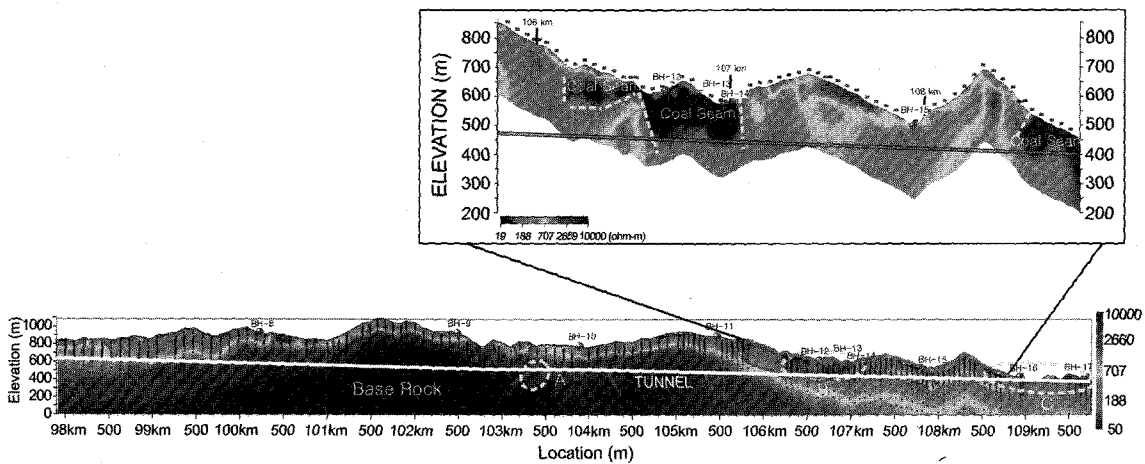 800
700
600
500
400
300
200
ELEVATION (m)
106 km
Coal Seam
BH-12
BH-13
107 km
BH-14
Coal Seam
BH-15
108 km
Coal Seam
800
700
600
500
400
300
200
19 188 707 2659 10000 (ohm-m)
1000
800
600
400
200
0
Elevation (m)
BH-8
BH-9
BH-10
BH-11
BH-12
BH-13
BH-14
BH-15
BH-16
BH-17
A
TUNNEL
Base Rock
B
C
10000
2660
707
188
50
98km 500 99km 500 100km 500 101km 500 102km 500 103km 500 104km 500 105km 500 106km 500 107km 500 108km 500 109km 500
Location (m)